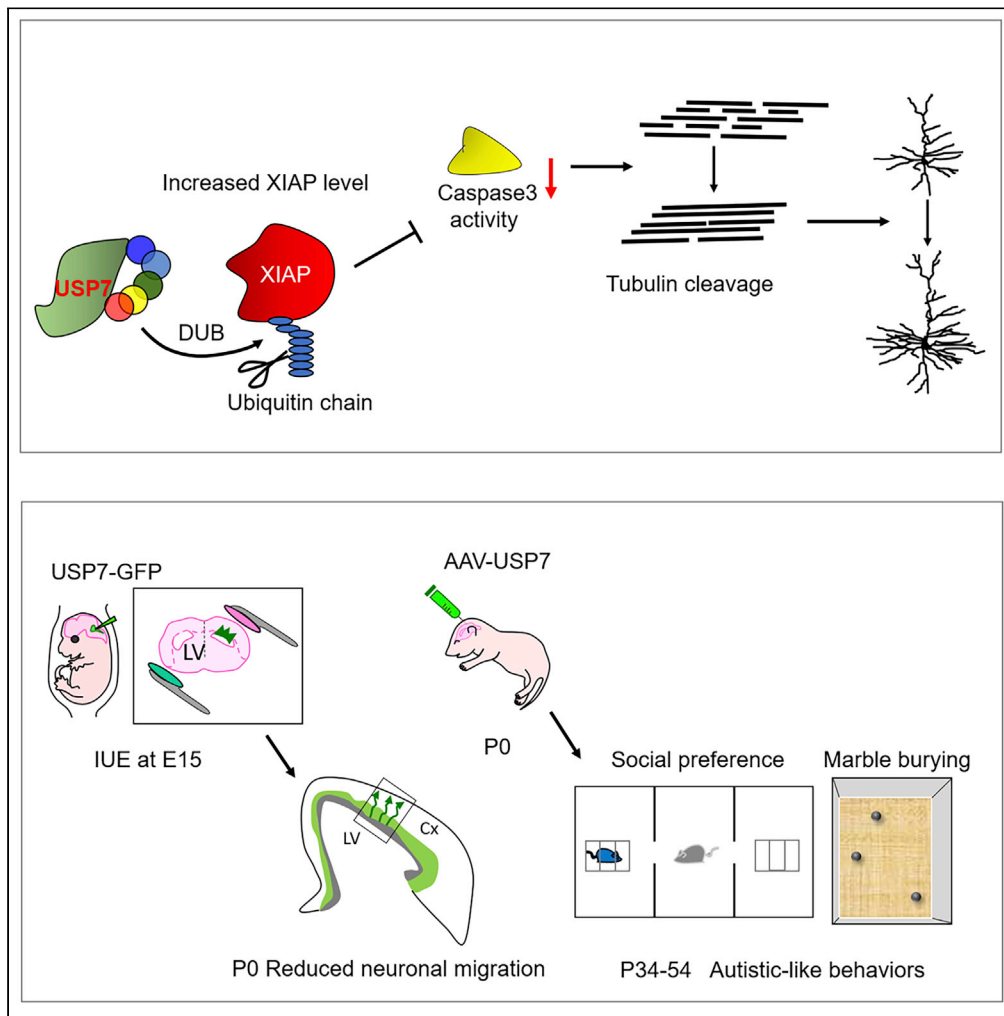 Increased XIAP level
USP7
XIAP
DUB
Ubiquitin chain
Caspase3
activity
Tubulin cleavage
USP7-GFP
LV
IUE at E15
AAV-USP7
P0
LV
Cx
P0 Reduced neuronal migration
Social preference
Marble burying
P34-54 Autistic-like behaviors